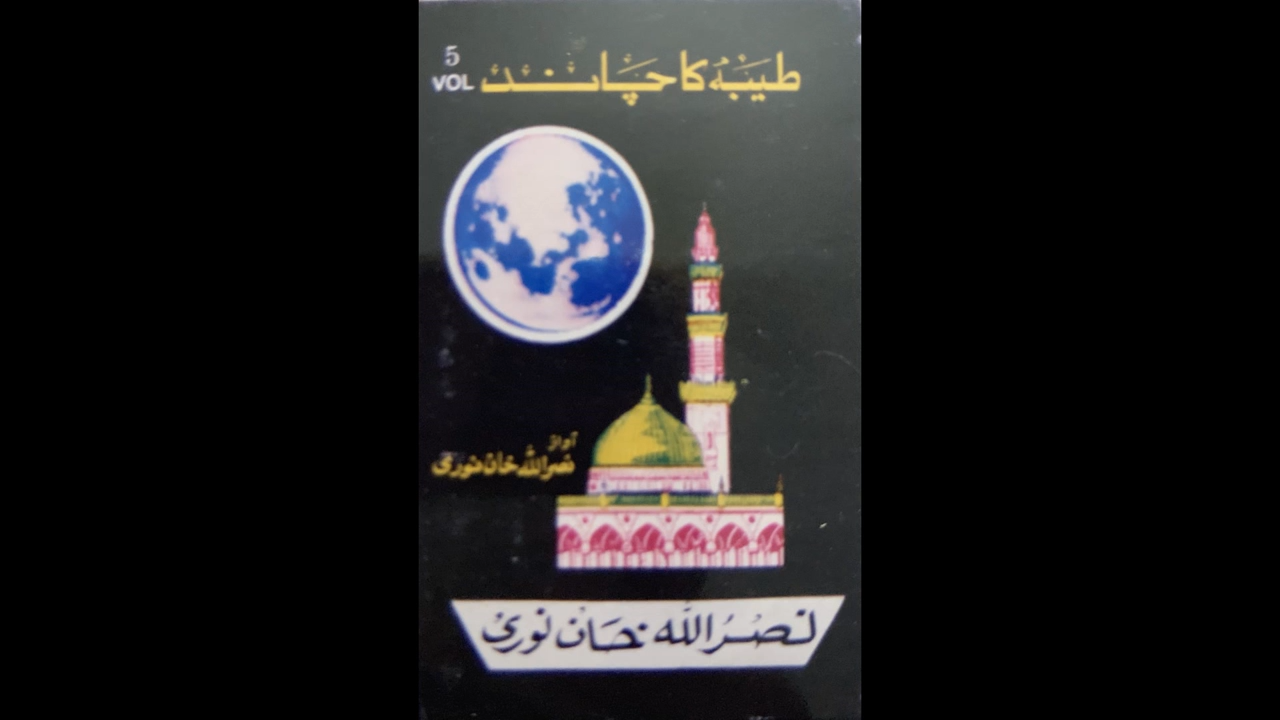 طیبہ کا چاند
5
VOL
آواز
نصر اللہ خان نوری
نصر اللہ خان نوری